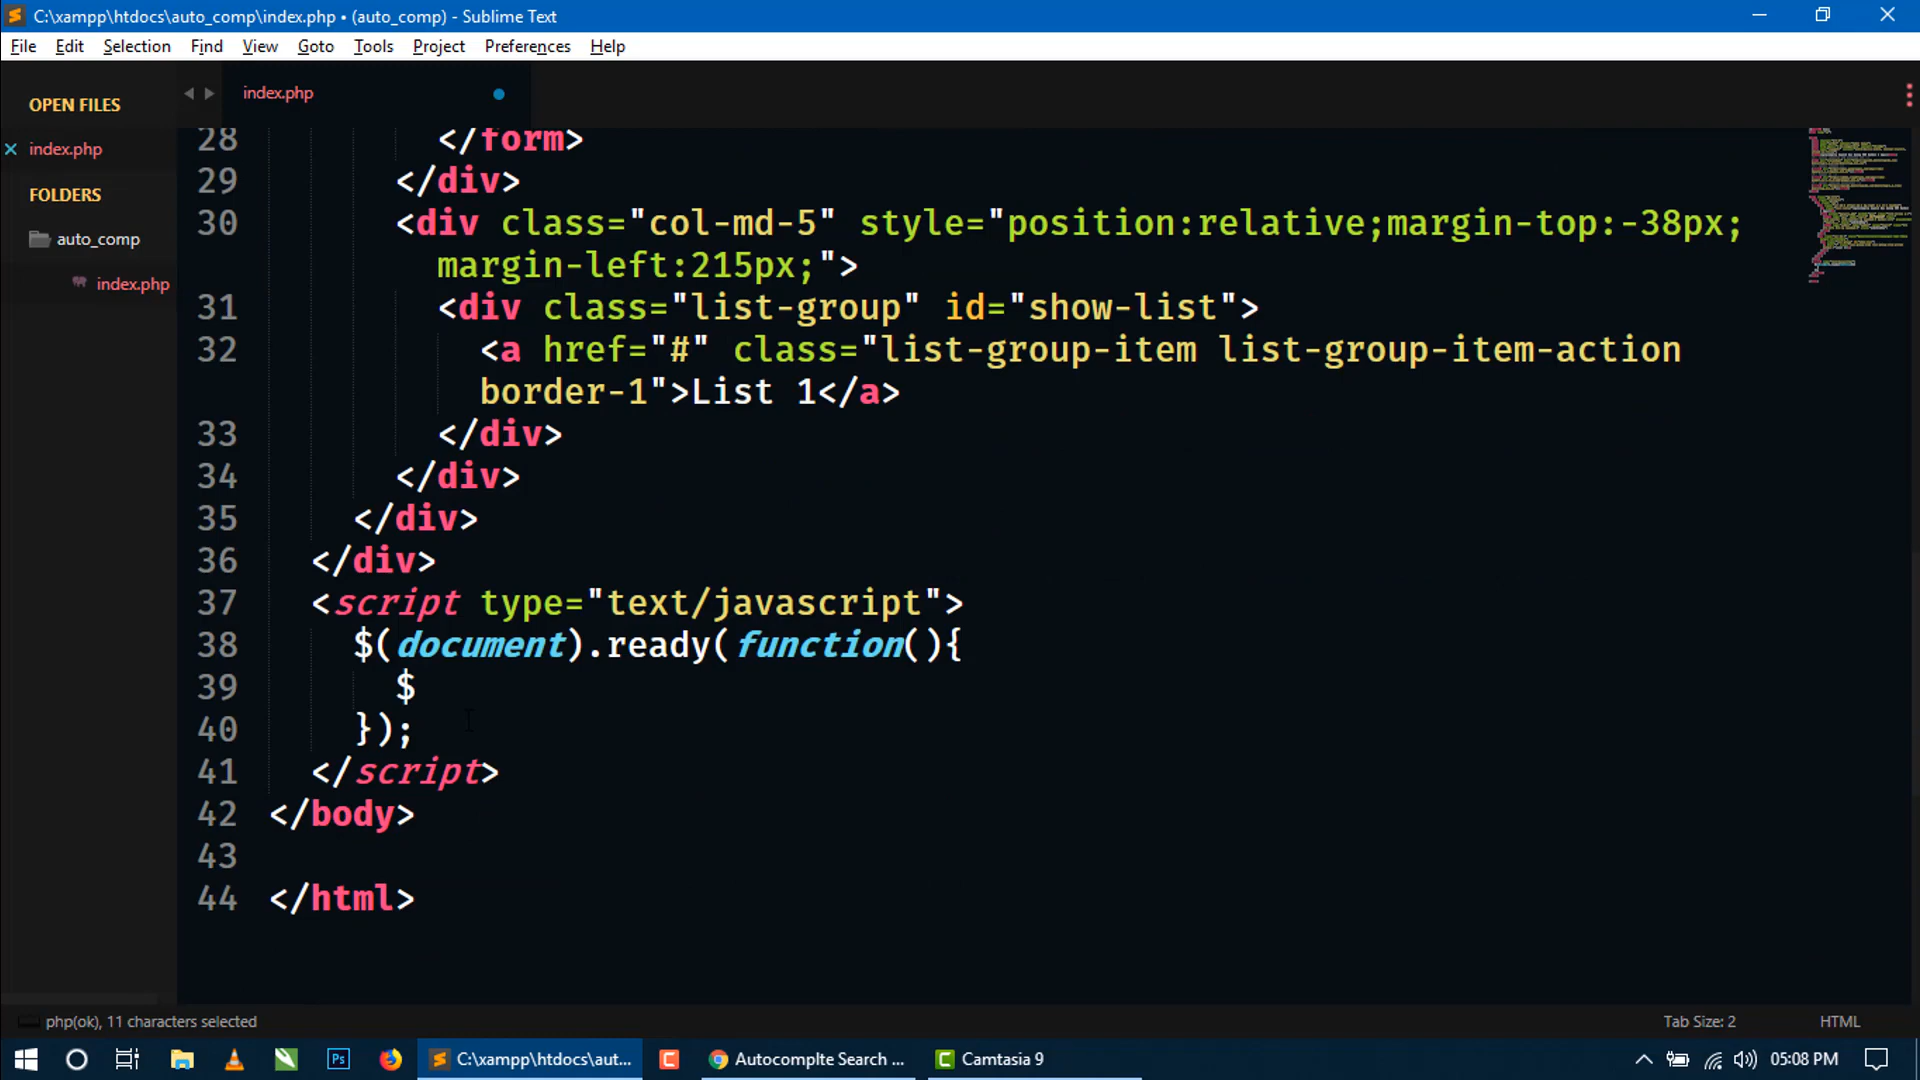 C:\xampp\htdocs\auto_comp\index.php • (auto_comp) - Sublime Text
File Edit Selection Find View Goto Tools Project Preferences Help
OPEN FILES
index.php
FOLDERS
auto_comp
index.php
index.php
28 </form>
29 </div>
30 <div class="col-md-5" style="position:relative;margin-top:-38px;
margin-left:215px;">
31 <div class="list-group" id="show-list">
32 <a href="#" class="list-group-item list-group-item-action
border-1">List 1</a>
33 </div>
34 </div>
35 </div>
36 </div>
37 <script type="text/javascript">
38 $(document).ready(function(){
39 $
40 });
41 </script>
42 </body>
43
44 </html>
php(ok), 11 characters selected
Tab Size: 2
HTML
C:\xampp\htdocs\aut...
Autocomplte Search ...
Camtasia 9
05:08 PM